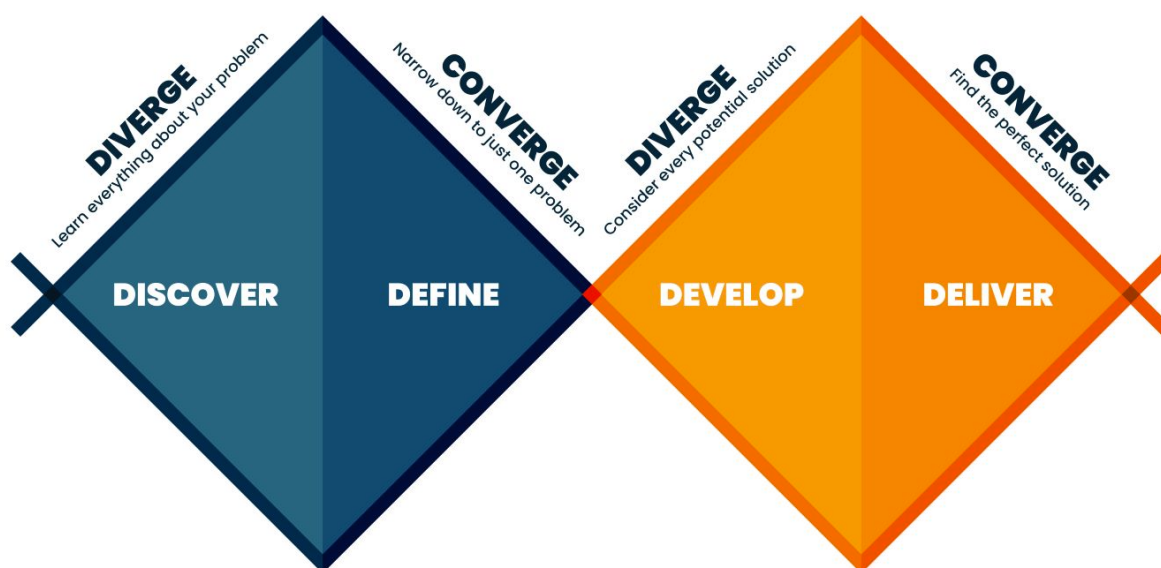 DIVERGE
Learn everything about your problem
CONVERGE
Narrow down to just one problem
DIVERGE
Consider every potential solution
CONVERGE
Find the perfect solution
DISCOVER
DEFINE
DEVELOP
DELIVER